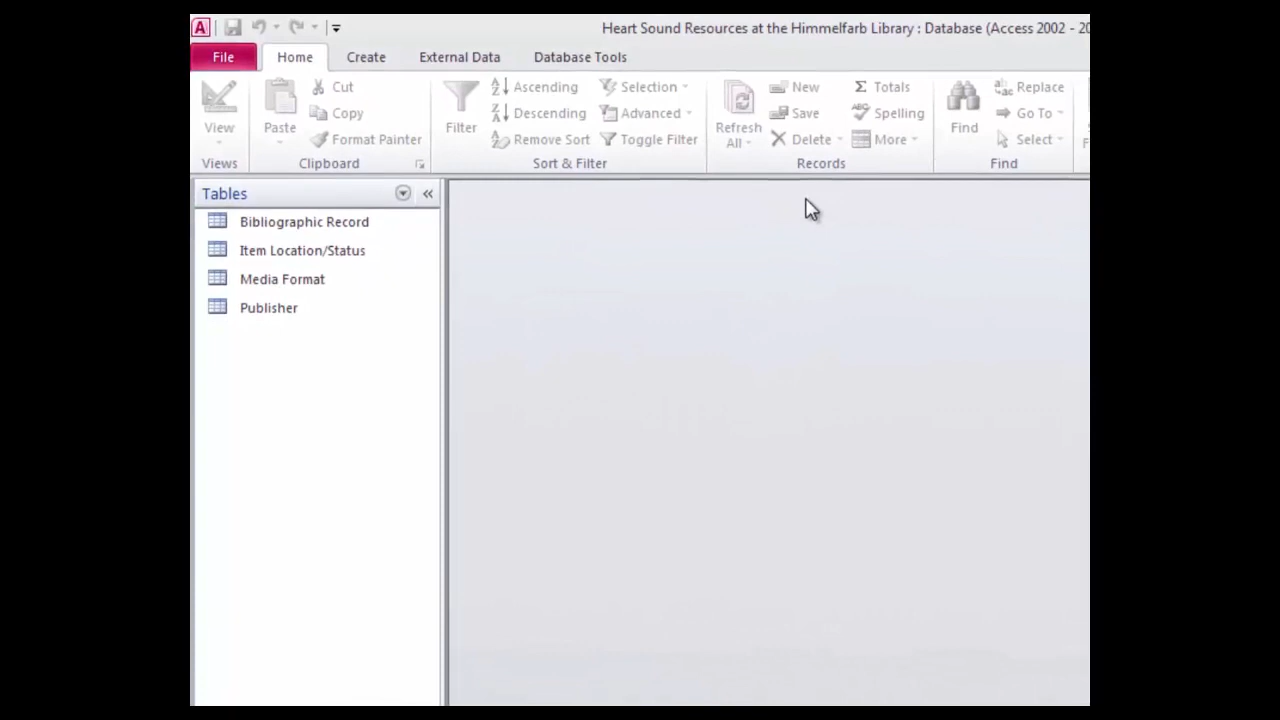 Heart Sound Resources at the Himmelfarb Library : Database (Access 2002 - 20
File Home Create External Data Database Tools
View
Views
Paste
Cut
Copy
Format Painter
Clipboard
Filter
Ascending
Descending
Remove Sort
Selection
Advanced
Toggle Filter
Sort & Filter
Refresh
All
New
Save
Delete
Totals
Spelling
More
Records
Find
Replace
Go To
Select
Find
Tables
Bibliographic Record
Item Location/Status
Media Format
Publisher